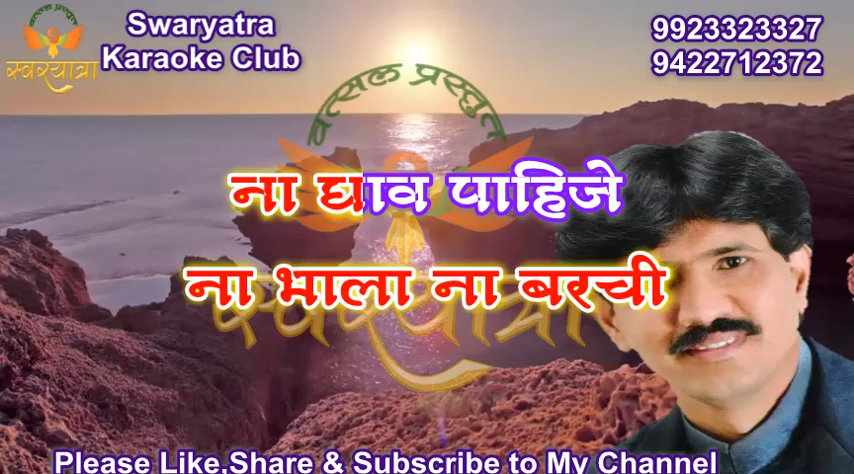 Swaryatra
Karaoke Club
9923323327
9422712372
स्वरयात्रा
वत्सल प्रस्तुत
ना घाव पाहिजे
ना भाला ना बरची
स्वरयात्रा
Please Like,Share & Subscribe to My Channel